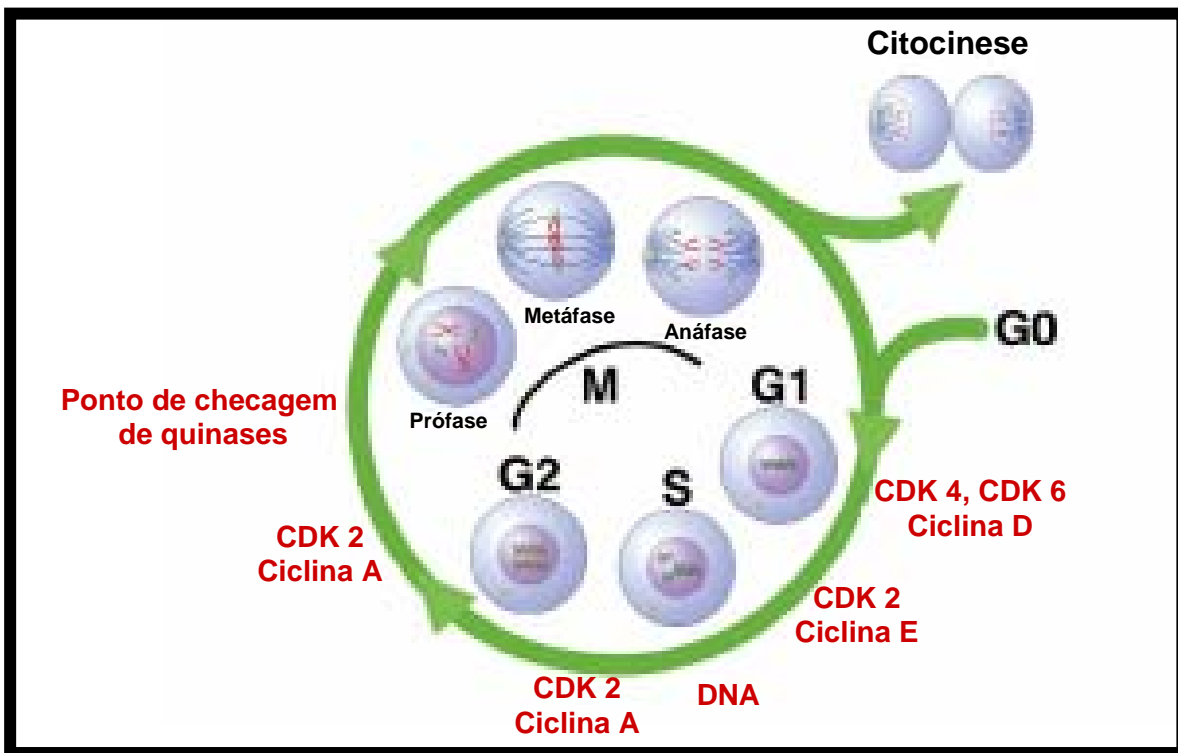 Citocinese
Metáfase
Anáfase
G0
M
G1
Prófase
Ponto de checagem
de quinases
G2
S
CDK 4, CDK 6
Ciclina D
CDK 2
Ciclina A
CDK 2
Ciclina E
CDK 2
Ciclina A
DNA